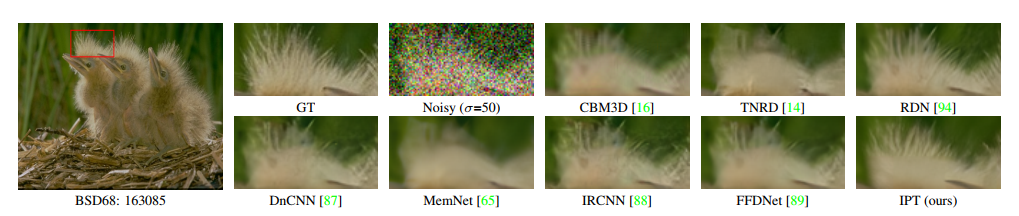 GT
Noisy (σ=50)
CBM3D [16]
TNRD [14]
RDN [94]
BSD68: 163085
DnCNN [87]
MemNet [65]
IRCNN [88]
FFDNet [89]
IPT (ours)